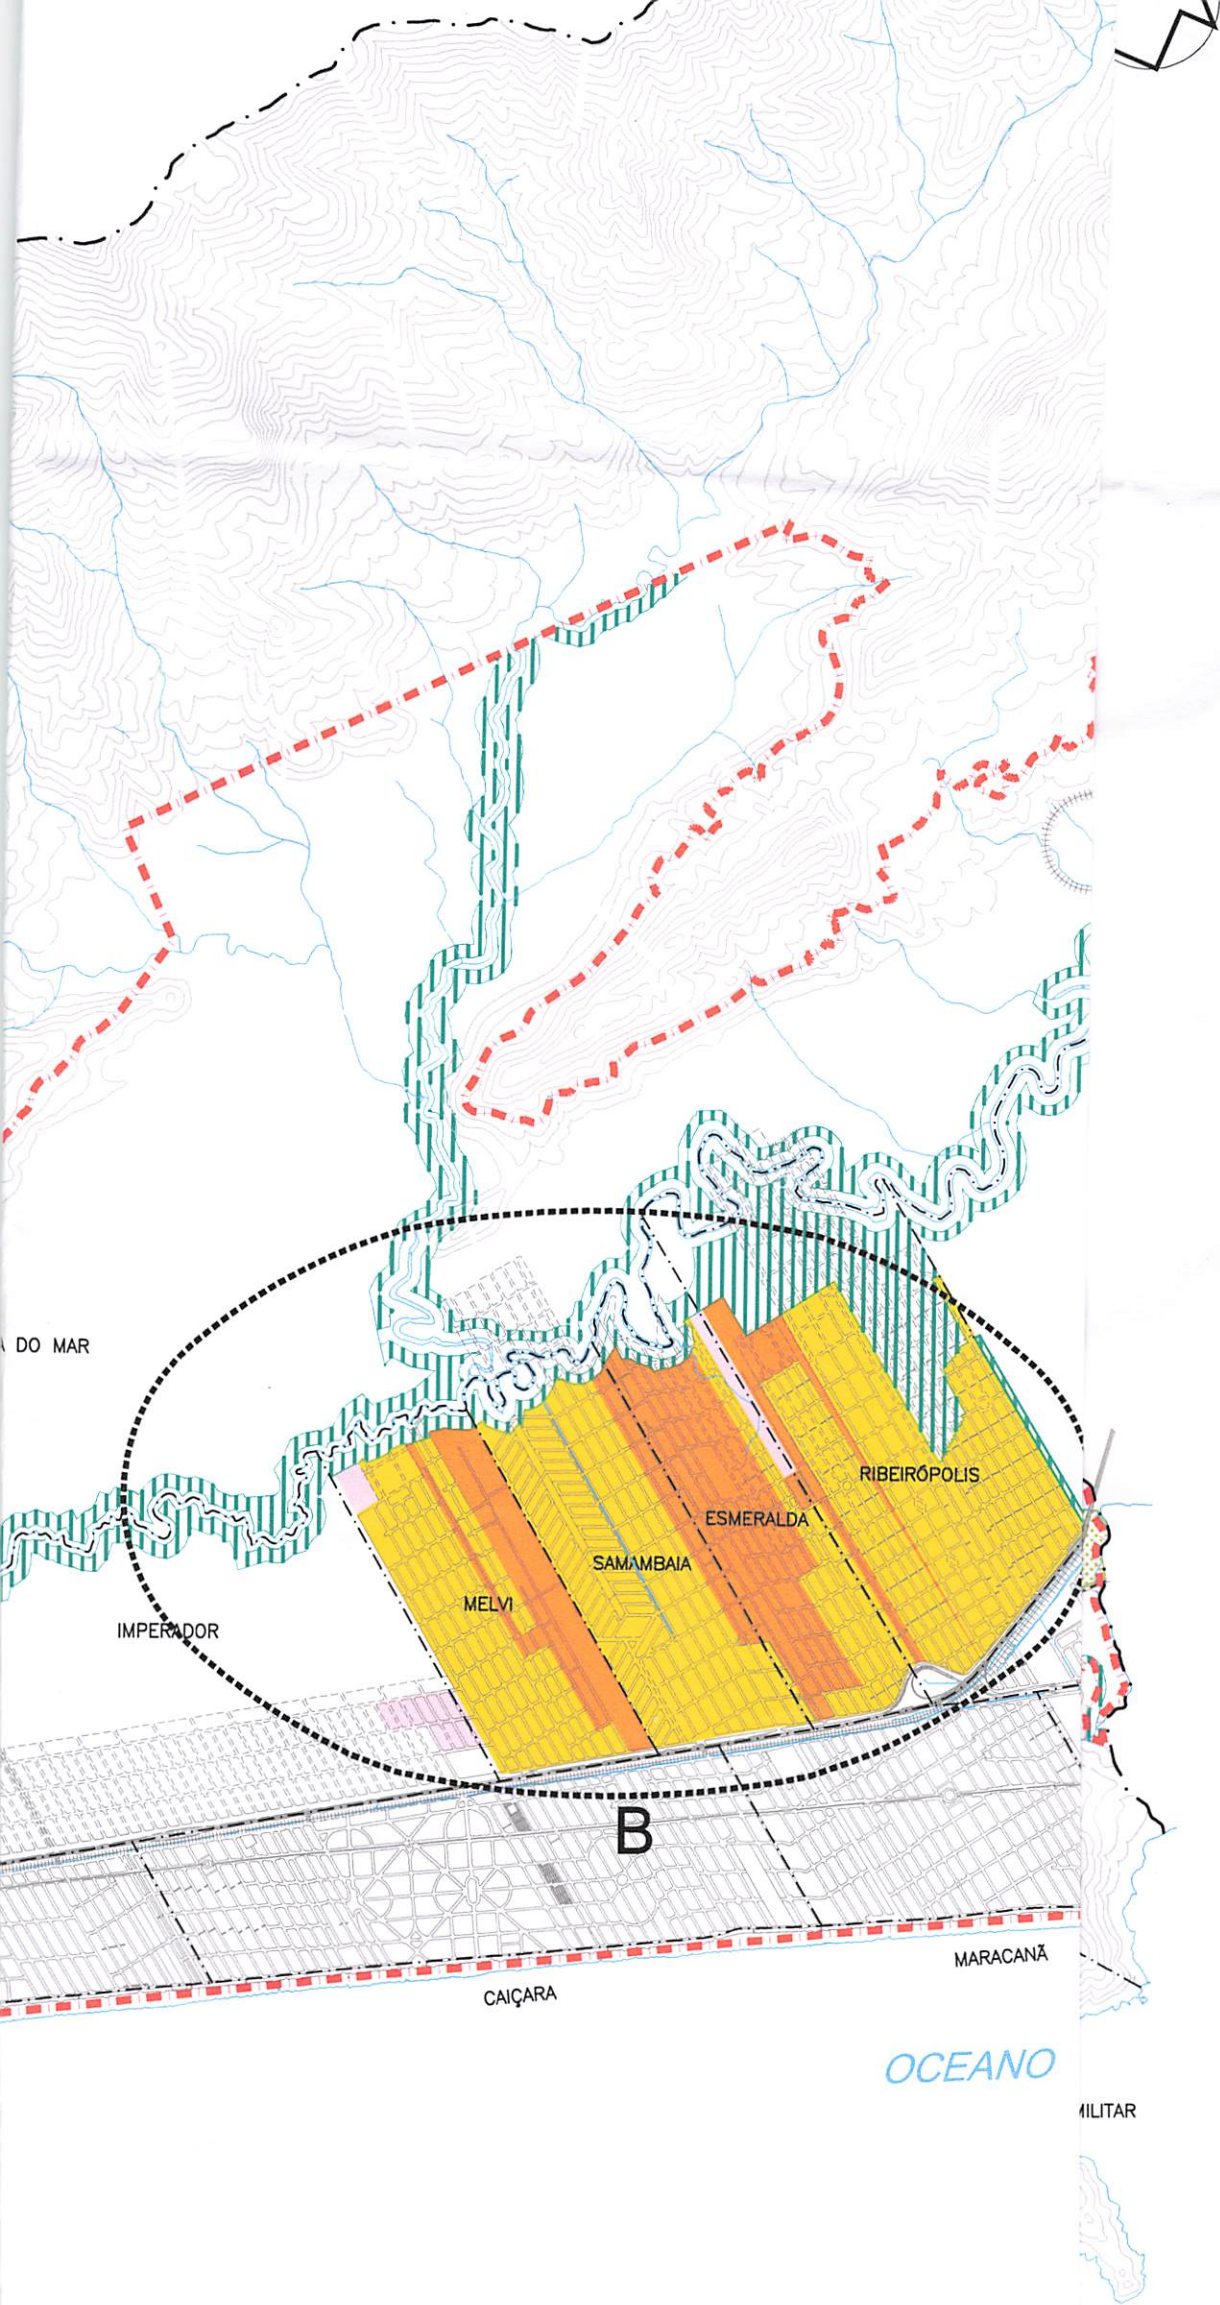 DO MAR
RIBEIRÓPOLIS
ESMERALDA
SAMAMBAIA
MELVI
IMPERADOR
B
MARACANÃ
CAIÇARA
OCEANO
MILITAR